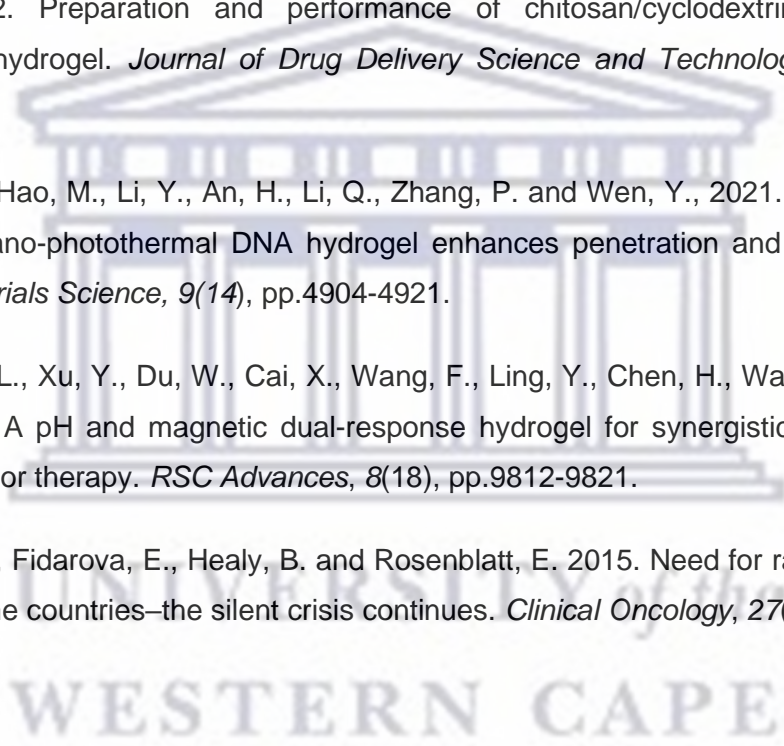 2. Preparation and performance of chitosan/cyclodextri
hydrogel. Journal of Drug Delivery Science and Technolog
Hao, M., Li, Y., An, H., Li, Q., Zhang, P. and Wen, Y., 2021.
ano-photothermal DNA hydrogel enhances penetration and
rials Science, 9(14), pp.4904-4921.
L., Xu, Y., Du, W., Cai, X., Wang, F., Ling, Y., Chen, H., Wa
A pH and magnetic dual-response hydrogel for synergistic
or therapy. RSC Advances, 8(18), pp.9812-9821.
Fidarova, E., Healy, B. and Rosenblatt, E. 2015. Need for ra
UNIVERSITY of the
ne countries–the silent crisis continues. Clinical Oncology, 27
WESTERN CAPE